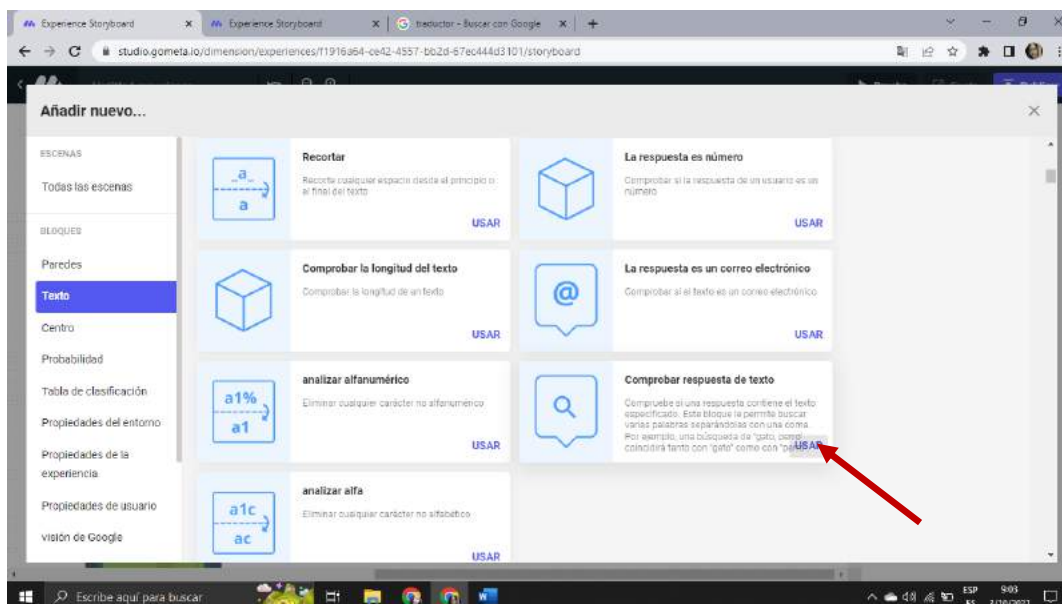 Experience Storyboard
Experience Storyboard
traductor - Buscar con Google
studio.gometa.io/dimension/experiences/f1916a64-ce42-4557-bb2d-67ec444d3101/storyboard
Añadir nuevo...
ESCENAS
Todas las escenas
BLOQUES
Paredes
Texto
Centro
Probabilidad
Tabla de clasificación
Propiedades del entorno
Propiedades de la
experiencia
Propiedades de usuario
visión de Google
_a_
a
Recortar
Recorte cualquier espacio desde el principio o
al final del texto
USAR
La respuesta es número
Comprobar si la respuesta de un usuario es un
número
USAR
Comprobar la longitud del texto
Comprobar la longitud de un texto
USAR
@
La respuesta es un correo electrónico
Comprobar si el texto es un correo electrónico
USAR
a1%
a1
analizar alfanumérico
Eliminar cualquier carácter no alfanumérico
USAR
Comprobar respuesta de texto
Compruebe si una respuesta contiene el texto
especificado. Este bloque le permite buscar
varias palabras separándolas con una coma.
Por ejemplo, una búsqueda de "gato, perro"
coincidirá tanto con "gato" como con
USAR
a1c
ac
analizar alfa
Eliminar cualquier carácter no alfabético
USAR
Escribe aquí para buscar
ESP
9:03